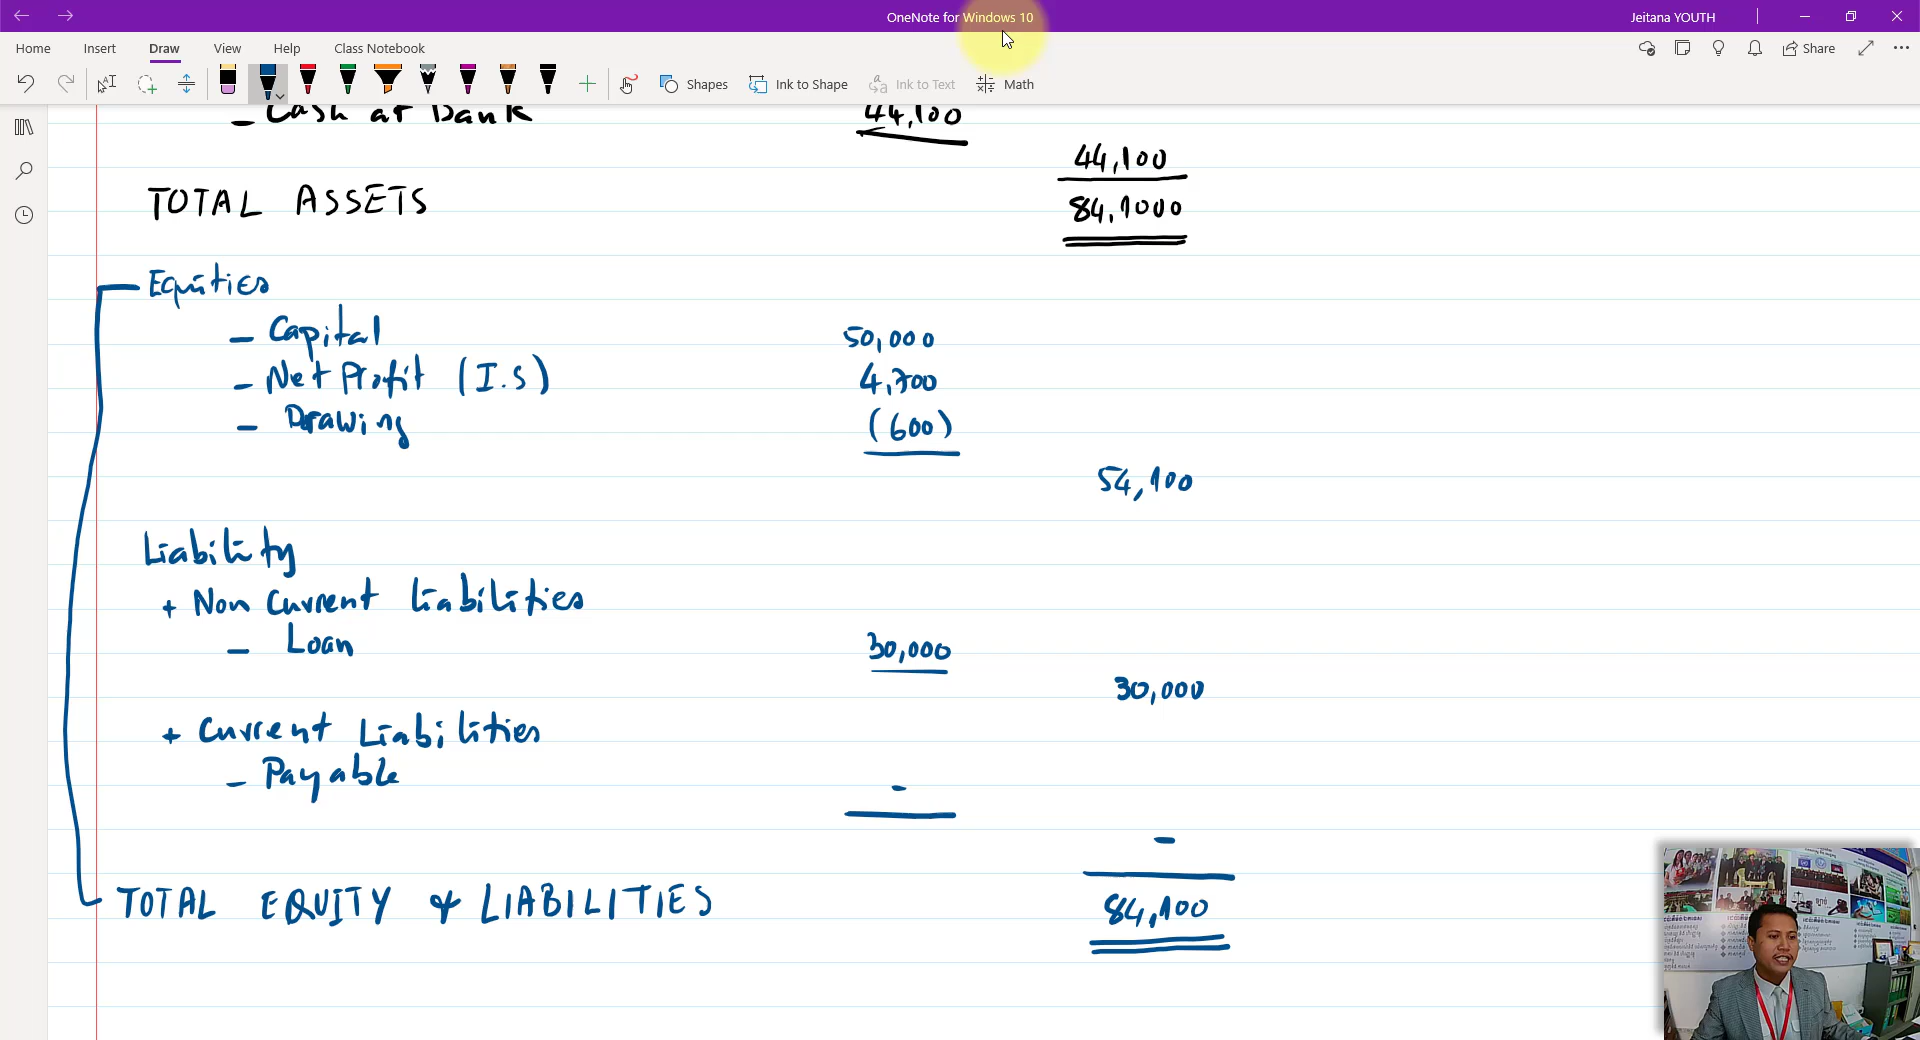 OneNote for Windows 10
Jeitana YOUTH
Home Insert Draw View Help Class Notebook
Share
Shapes Ink to Shape Ink to Text Math
- Cash at Bank 44,100
44,100
TOTAL ASSETS 84,1000
Equities
- Capital 50,000
- Net Profit (I.S) 4,700
- Drawing (600)
54,100
Liability
+ Non Current Liabilities
- Loan 30,000
30,000
+ Current Liabilities
- Payable -
-
TOTAL EQUITY & LIABILITIES 84,100